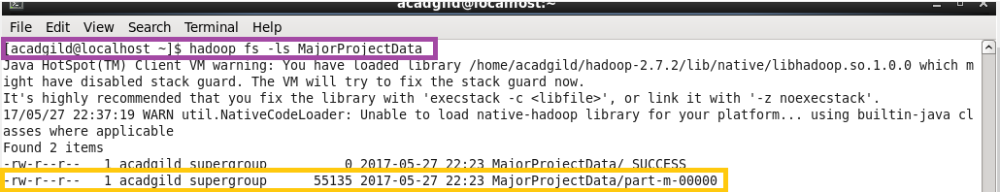 acadgild@localhost:~
File Edit View Search Terminal Help
[acadgild@localhost ~]$ hadoop fs -ls MajorProjectData
Java HotSpot(TM) Client VM warning: You have loaded library /home/acadgild/hadoop-2.7.2/lib/native/libhadoop.so.1.0.0 which m
ight have disabled stack guard. The VM will try to fix the stack guard now.
It's highly recommended that you fix the library with 'execstack -c <libfile>', or link it with '-z noexecstack'.
17/05/27 22:37:19 WARN util.NativeCodeLoader: Unable to load native-hadoop library for your platform... using builtin-java cl
asses where applicable
Found 2 items
-rw-r--r--   1 acadgild supergroup          0 2017-05-27 22:23 MajorProjectData/_SUCCESS
-rw-r--r--   1 acadgild supergroup      55135 2017-05-27 22:23 MajorProjectData/part-m-00000